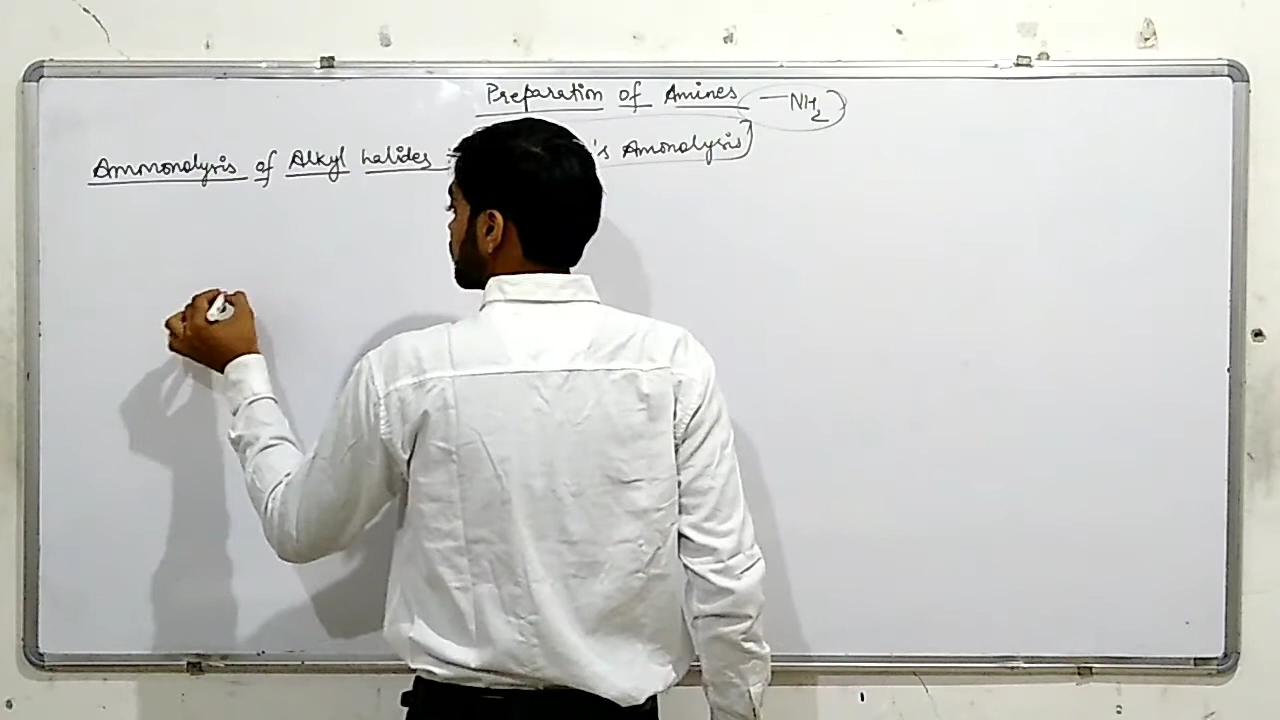 Preparation of Amines —NH2
Ammonolysis of Alkyl halides 's Amonolysis]